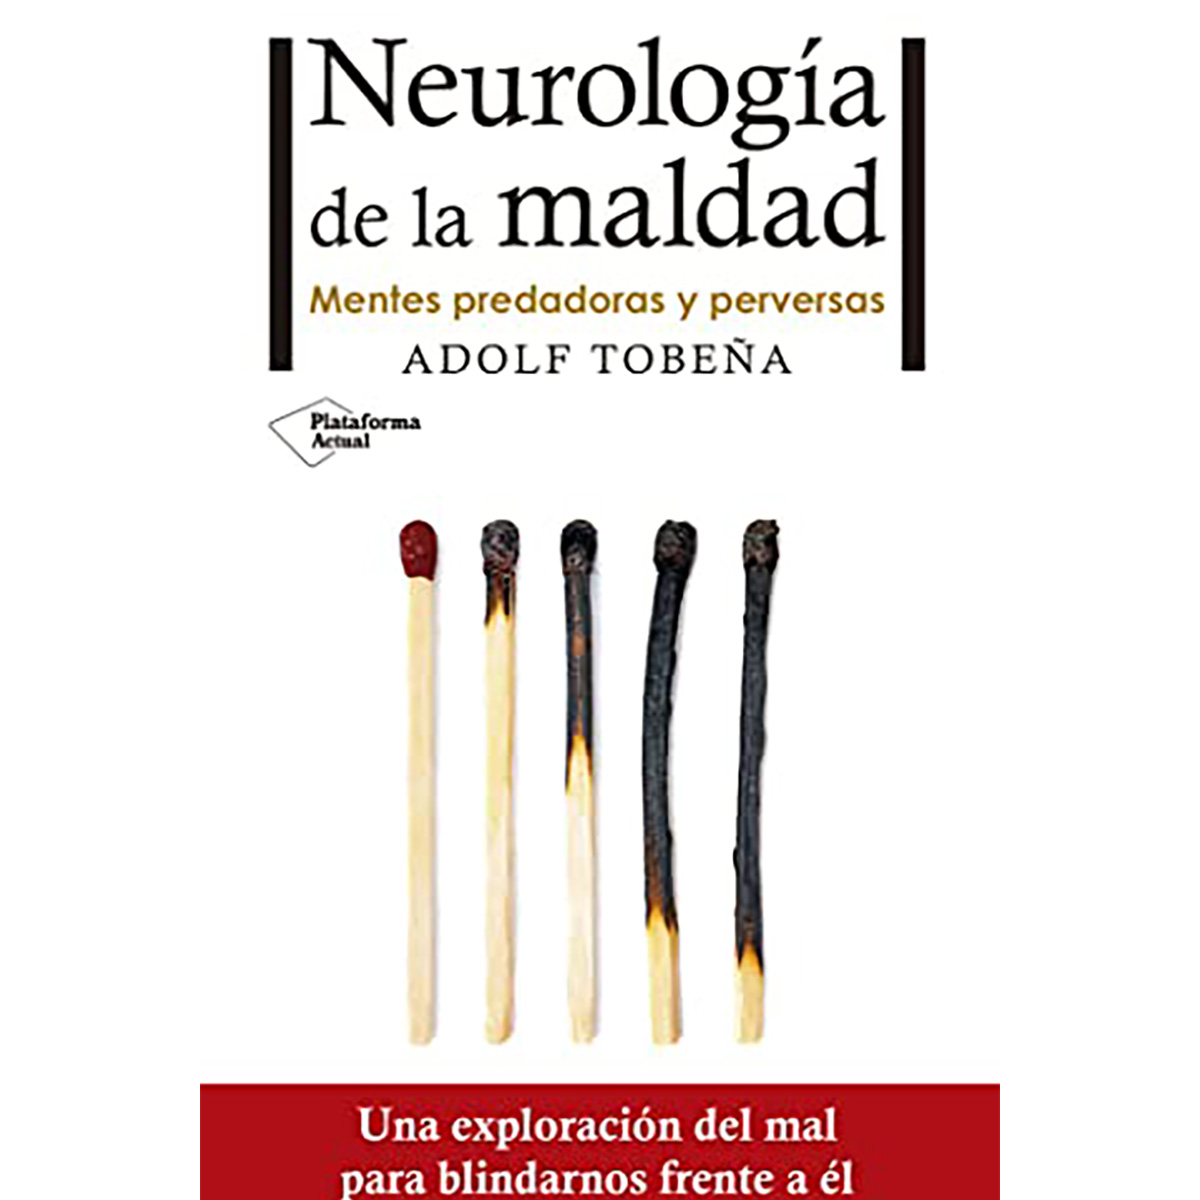 Neurología
de la maldad
Mentes predadoras y perversas
ADOLF TOBEÑA
Plataforma
Actual
Una exploración del mal
para blindarnos frente a él